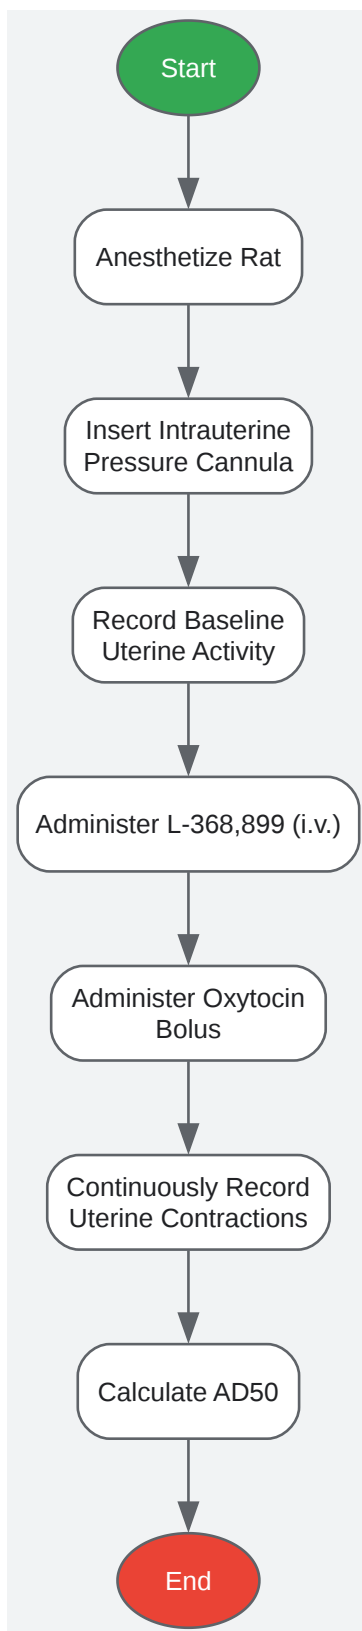 Start
Anesthetize Rat
Insert Intrauterine
Pressure Cannula
Record Baseline
Uterine Activity
Administer L-368,899 (i.v.)
Administer Oxytocin
Bolus
Continuously Record
Uterine Contractions
Calculate AD50
End